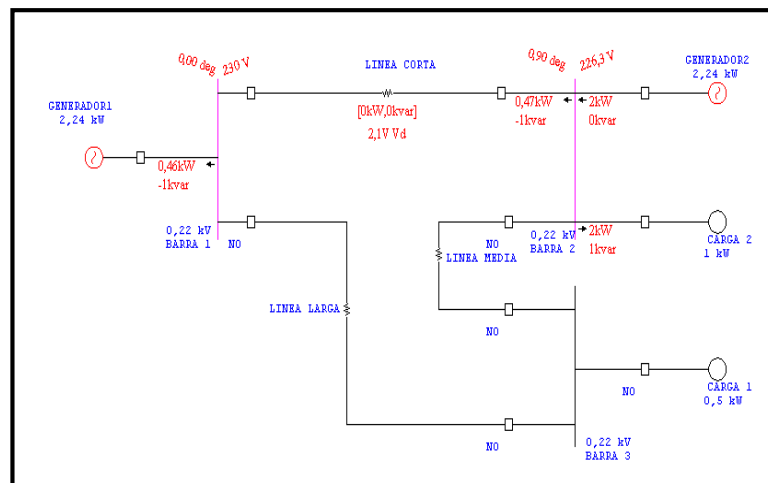 0,00 deg
230 V
LINEA CORTA
0,90 deg
226,3 V
GENERADOR2
2,24 kW
GENERADOR1
2,24 kW
[0kW,0kvar]
2,1V Vd
0,47kW
-1kvar
2kW
0kvar
0,46kW
-1kvar
0,22 kV
BARRA 1
NO
NO
LINEA MEDIA
0,22 kV
BARRA 2
2kW
1kvar
CARGA 2
1 kW
LINEA LARGA
NO
NO
CARGA 1
0,5 kW
NO
0,22 kV
BARRA 3